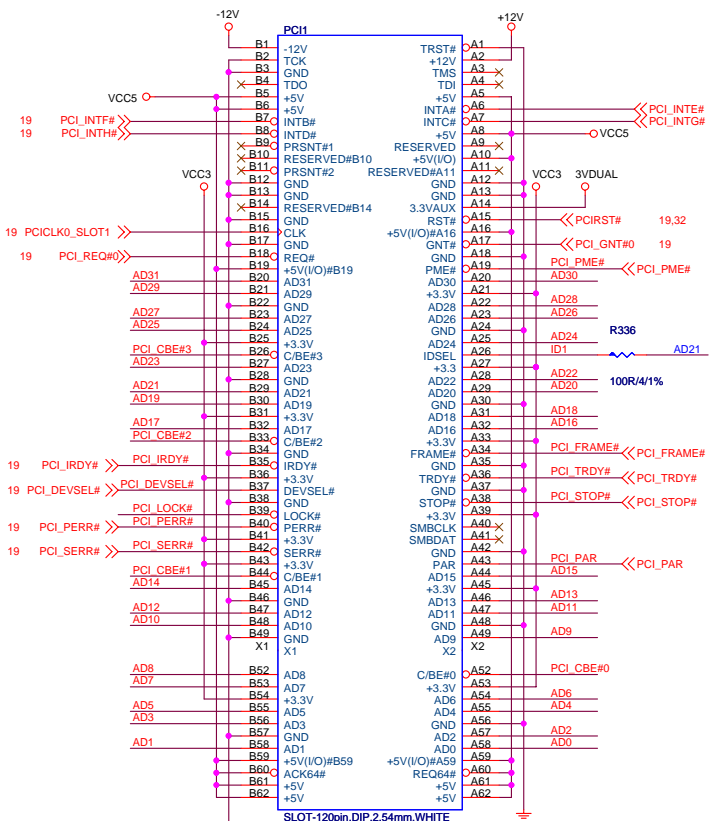 -12V +12V
PCI1
B1 -12V TRST# A1
B2 TCK +12V A2
B3 GND TMS A3
B4 TDO TDI A4
VCC5 B5 +5V +5V A5
B6 +5V INTA# A6 PCI_INTE#
19 PCI_INTF# B7 INTB# INTC# A7 PCI_INTG#
19 PCI_INTH# B8 INTD# +5V A8 VCC5
B9 PRSNT#1 RESERVED A9
B10 RESERVED#B10 +5V(I/O) A10
B11 PRSNT#2 RESERVED#A11 A11
VCC3 B12 GND GND A12 VCC3 3VDUAL
B13 GND GND A13
B14 RESERVED#B14 3.3VAUX A14
B15 GND RST# A15 PCIRST# 19,32
19 PCICLK0_SLOT1 B16 CLK +5V(I/O)#A16 A16
B17 GND GNT# A17 PCI_GNT#0 19
19 PCI_REQ#0 B18 REQ# GND A18
B19 +5V(I/O)#B19 PME# A19 PCI_PME# PCI_PME#
AD31 B20 AD31 AD30 A20 AD30
AD29 B21 AD29 +3.3V A21
B22 GND AD28 A22 AD28
AD27 B23 AD27 AD26 A23 AD26
AD25 B24 AD25 GND A24
B25 +3.3V AD24 A25 AD24 R336
PCI_CBE#3 B26 C/BE#3 IDSEL A26 ID1 AD21
AD23 B27 AD23 +3.3 A27
B28 GND AD22 A28 AD22 100R/4/1%
AD21 B29 AD21 AD20 A29 AD20
AD19 B30 AD19 GND A30
B31 +3.3V AD18 A31 AD18
AD17 B32 AD17 AD16 A32 AD16
PCI_CBE#2 B33 C/BE#2 +3.3V A33
B34 GND FRAME# A34 PCI_FRAME# PCI_FRAME#
19 PCI_IRDY# PCI_IRDY# B35 IRDY# GND A35
B36 +3.3V TRDY# A36 PCI_TRDY# PCI_TRDY#
19 PCI_DEVSEL# PCI_DEVSEL# B37 DEVSEL# GND A37
B38 GND STOP# A38 PCI_STOP# PCI_STOP#
PCI_LOCK# B39 LOCK# +3.3V A39
19 PCI_PERR# PCI_PERR# B40 PERR# SMBCLK A40
B41 +3.3V SMBDAT A41
19 PCI_SERR# PCI_SERR# B42 SERR# GND A42
B43 +3.3V PAR A43 PCI_PAR PCI_PAR
PCI_CBE#1 B44 C/BE#1 AD15 A44 AD15
AD14 B45 AD14 +3.3V A45
B46 GND AD13 A46 AD13
AD12 B47 AD12 AD11 A47 AD11
AD10 B48 AD10 GND A48
B49 GND AD9 A49 AD9
X1 X1 X2 X2
AD8 B52 AD8 C/BE#0 A52 PCI_CBE#0
AD7 B53 AD7 +3.3V A53
B54 +3.3V AD6 A54 AD6
AD5 B55 AD5 AD4 A55 AD4
AD3 B56 AD3 GND A56
B57 GND AD2 A57 AD2
AD1 B58 AD1 AD0 A58 AD0
B59 +5V(I/O)#B59 +5V(I/O)#A59 A59
B60 ACK64# REQ64# A60
B61 +5V +5V A61
B62 +5V +5V A62
SLOT-120pin,DIP,2.54mm,WHITE